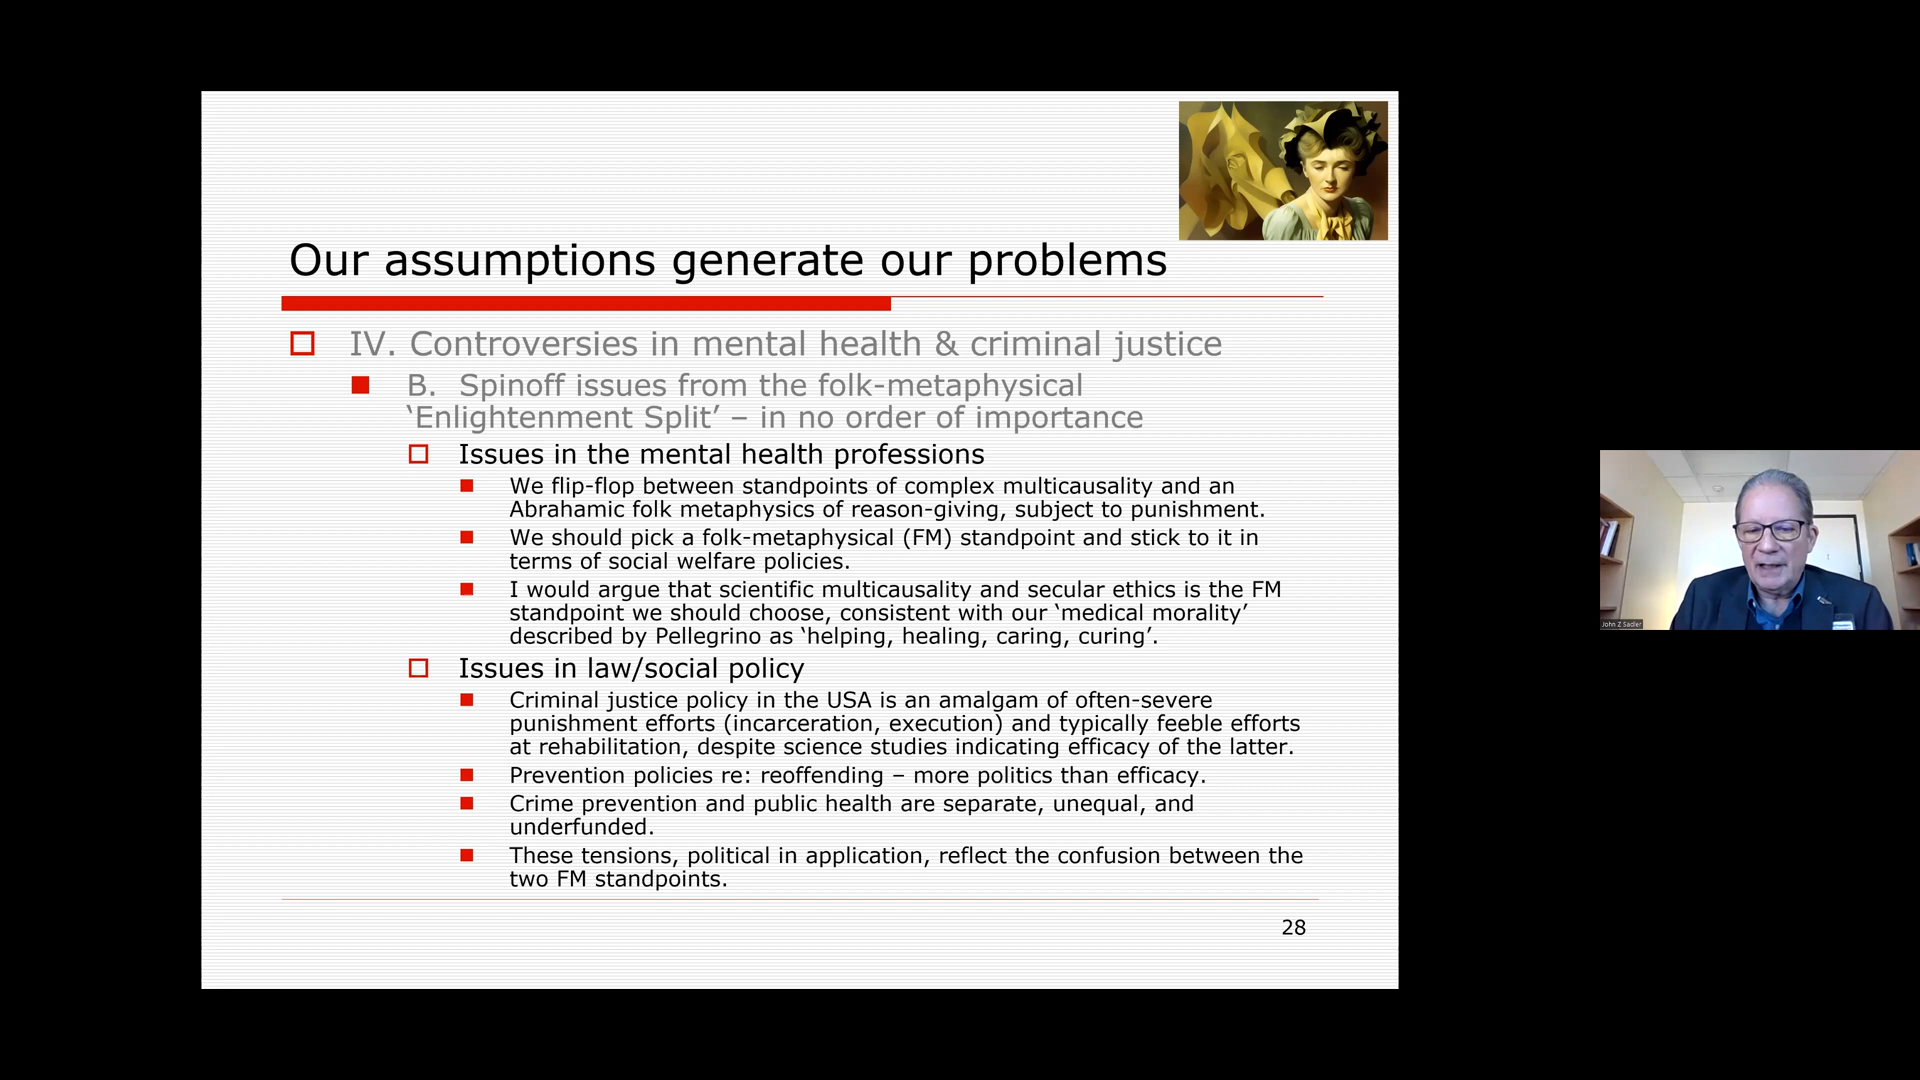 Our assumptions generate our problems
IV. Controversies in mental health & criminal justice
B. Spinoff issues from the folk-metaphysical
‘Enlightenment Split’ – in no order of importance
Issues in the mental health professions
We flip-flop between standpoints of complex multicausality and an
Abrahamic folk metaphysics of reason-giving, subject to punishment.
We should pick a folk-metaphysical (FM) standpoint and stick to it in
terms of social welfare policies.
I would argue that scientific multicausality and secular ethics is the FM
standpoint we should choose, consistent with our ‘medical morality’
described by Pellegrino as ‘helping, healing, caring, curing’.
Issues in law/social policy
Criminal justice policy in the USA is an amalgam of often-severe
punishment efforts (incarceration, execution) and typically feeble efforts
at rehabilitation, despite science studies indicating efficacy of the latter.
Prevention policies re: reoffending – more politics than efficacy.
Crime prevention and public health are separate, unequal, and
underfunded.
These tensions, political in application, reflect the confusion between the
two FM standpoints.
28
John Z Sadler